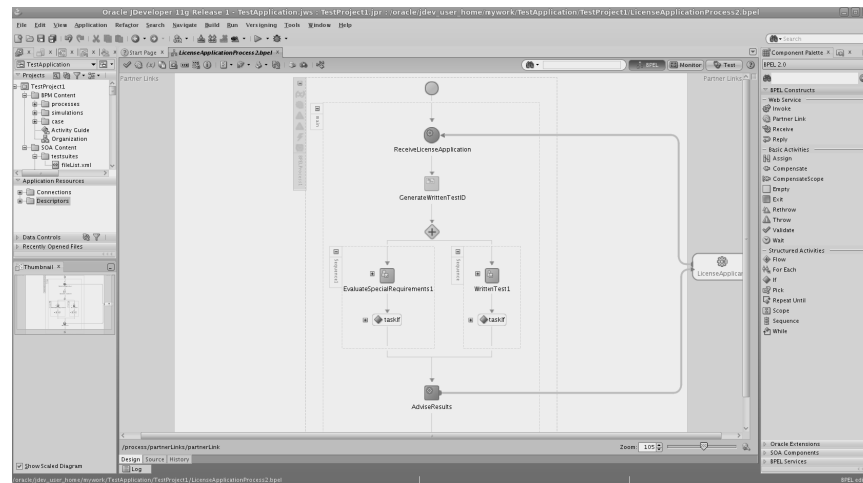 Oracle JDeveloper 11g Release 1 - TestApplication.jws : TestProject1.jpr : /oracle/jdev_user_home/mywork/TestApplication/TestProject1/LicenseApplicationProcess2.bpel
File Edit View Application Refactor Search Navigate Build Run Versioning Tools Window Help
Search
Start Page LicenseApplicationProcess2.bpel
Component Palette
TestApplication
BPEL Monitor Test
BPEL 2.0
Projects
TestProject1
BPM Content
processes
simulations
case
Activity Guide
Organization
SOA Content
testsuites
fileList.xml
Application Resources
Connections
Descriptors
Data Controls
Recently Opened Files
Thumbnail
Show Scaled Diagram
Partner Links
Partner Links
main
ReceiveLicenseApplication
GenerateWrittenTestID
Sequence
EvaluateSpecialRequirements1
WrittenTest1
taskIf
taskIf
LicenseApplicat
AdviseResults
/process/partnerLinks/partnerLink
Zoom: 105
Design Source History
Log
BPEL Constructs
Web Service
Invoke
Partner Link
Receive
Reply
Basic Activities
Assign
Compensate
CompensateScope
Empty
Exit
Rethrow
Throw
Validate
Wait
Structured Activities
Flow
For Each
If
Pick
Repeat Until
Scope
Sequence
While
Oracle Extensions
SOA Components
BPEL Services
/oracle/jdev_user_home/mywork/TestApplication/TestProject1/LicenseApplicationProcess2.bpel
BPEL edi